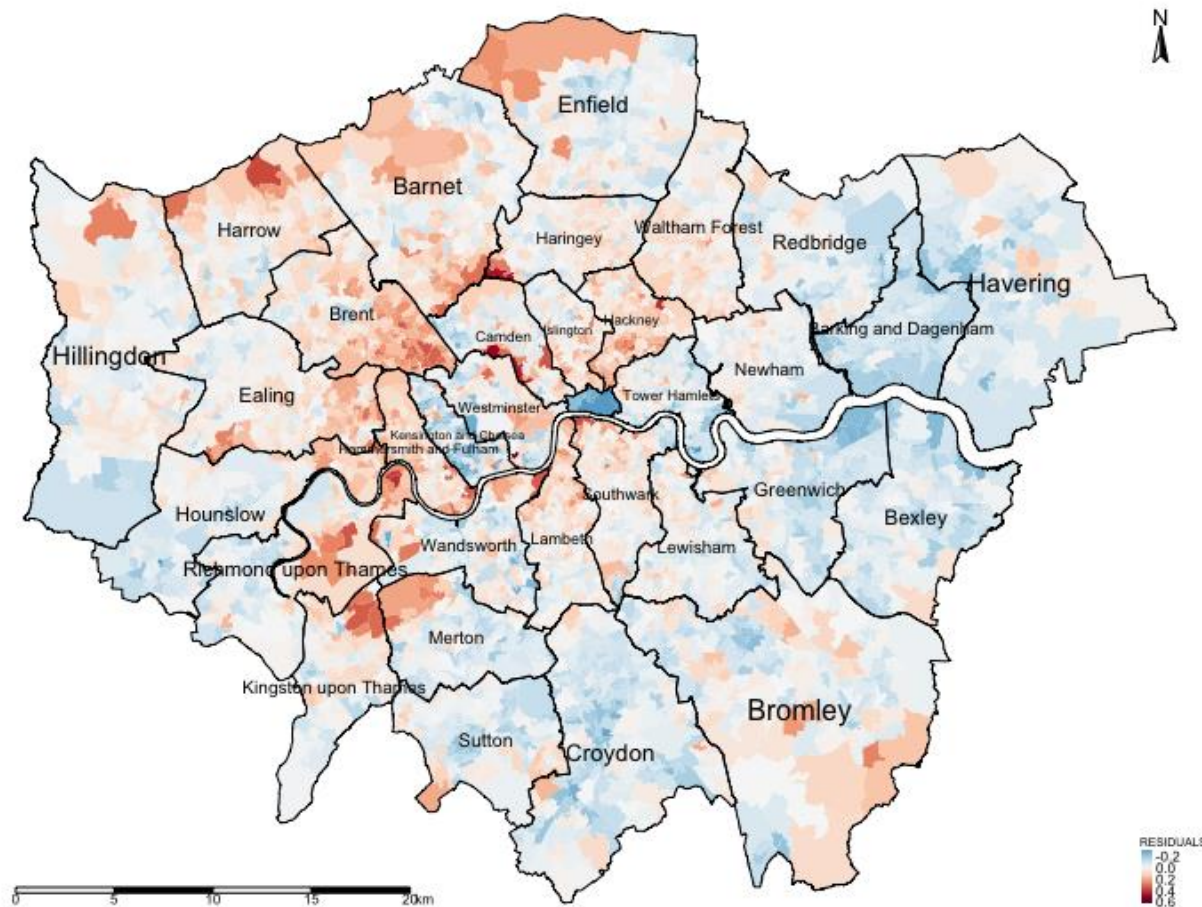 N
Enfield
Barnet
Harrow
Haringey
Waltham Forest
Redbridge
Havering
Brent
Camden
Islington
Hackney
Barking and Dagenham
Hillingdon
Ealing
Westminster
Tower Hamlets
Newham
Kensington and Chelsea
Hammersmith and Fulham
Hounslow
Southwark
Greenwich
Bexley
Richmond upon Thames
Wandsworth
Lambeth
Lewisham
Merton
Kingston upon Thames
Bromley
Sutton
Croydon
RESIDUALS
-0.2
0.0
0.2
0.4
0.6
0 5 10 15 20km